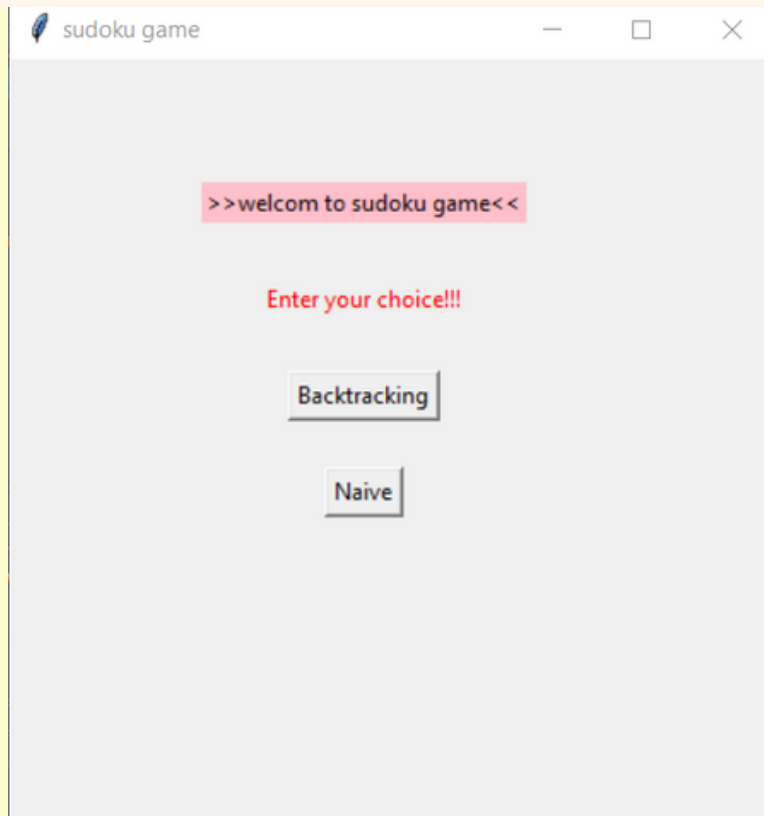 sudoku game
>>welcom to sudoku game<<
Enter your choice!!!
Backtracking
Naive